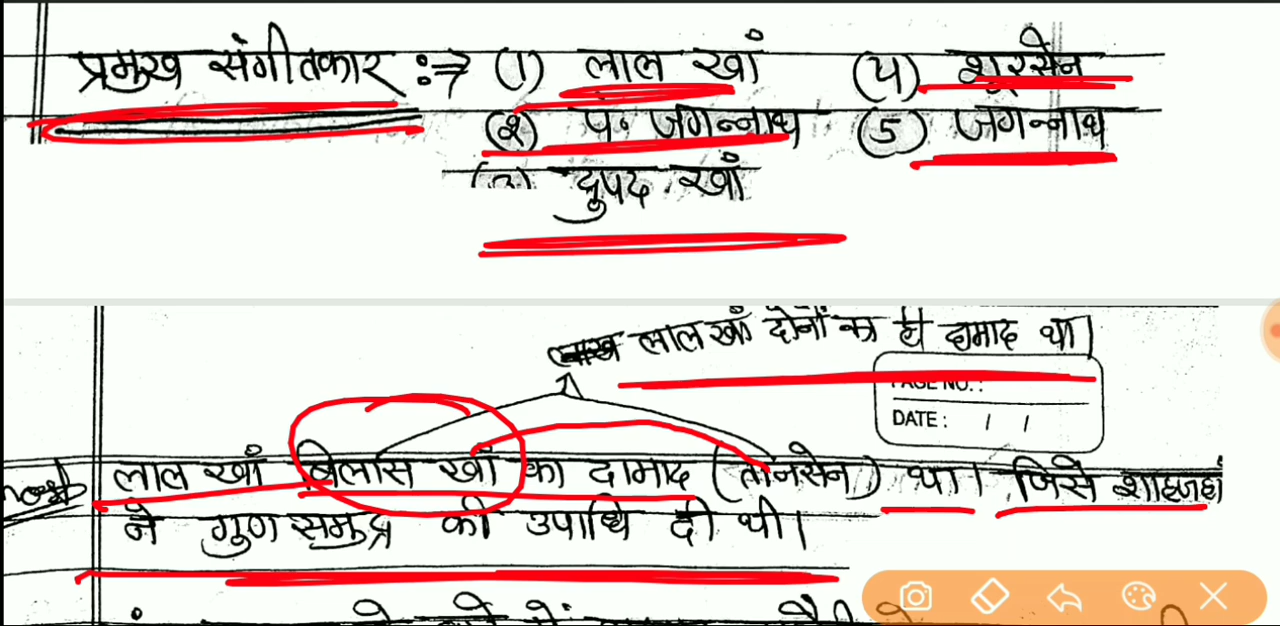 प्रमुख संगीतकार :⇒ (1) लाल खाँ (4) शूरसेन
(2) पं. जगन्नाथ (5) जगन्नाथ
(3) द्रुपद खाँ
लाल खाँ दोनों का ही दामाद था।
PAGE NO.:
DATE: / /
लाल खाँ बिलास खाँ का दामाद (तानसेन) था। जिसे शाहजहां
ने गुण समुद्र की उपाधि दी थी।